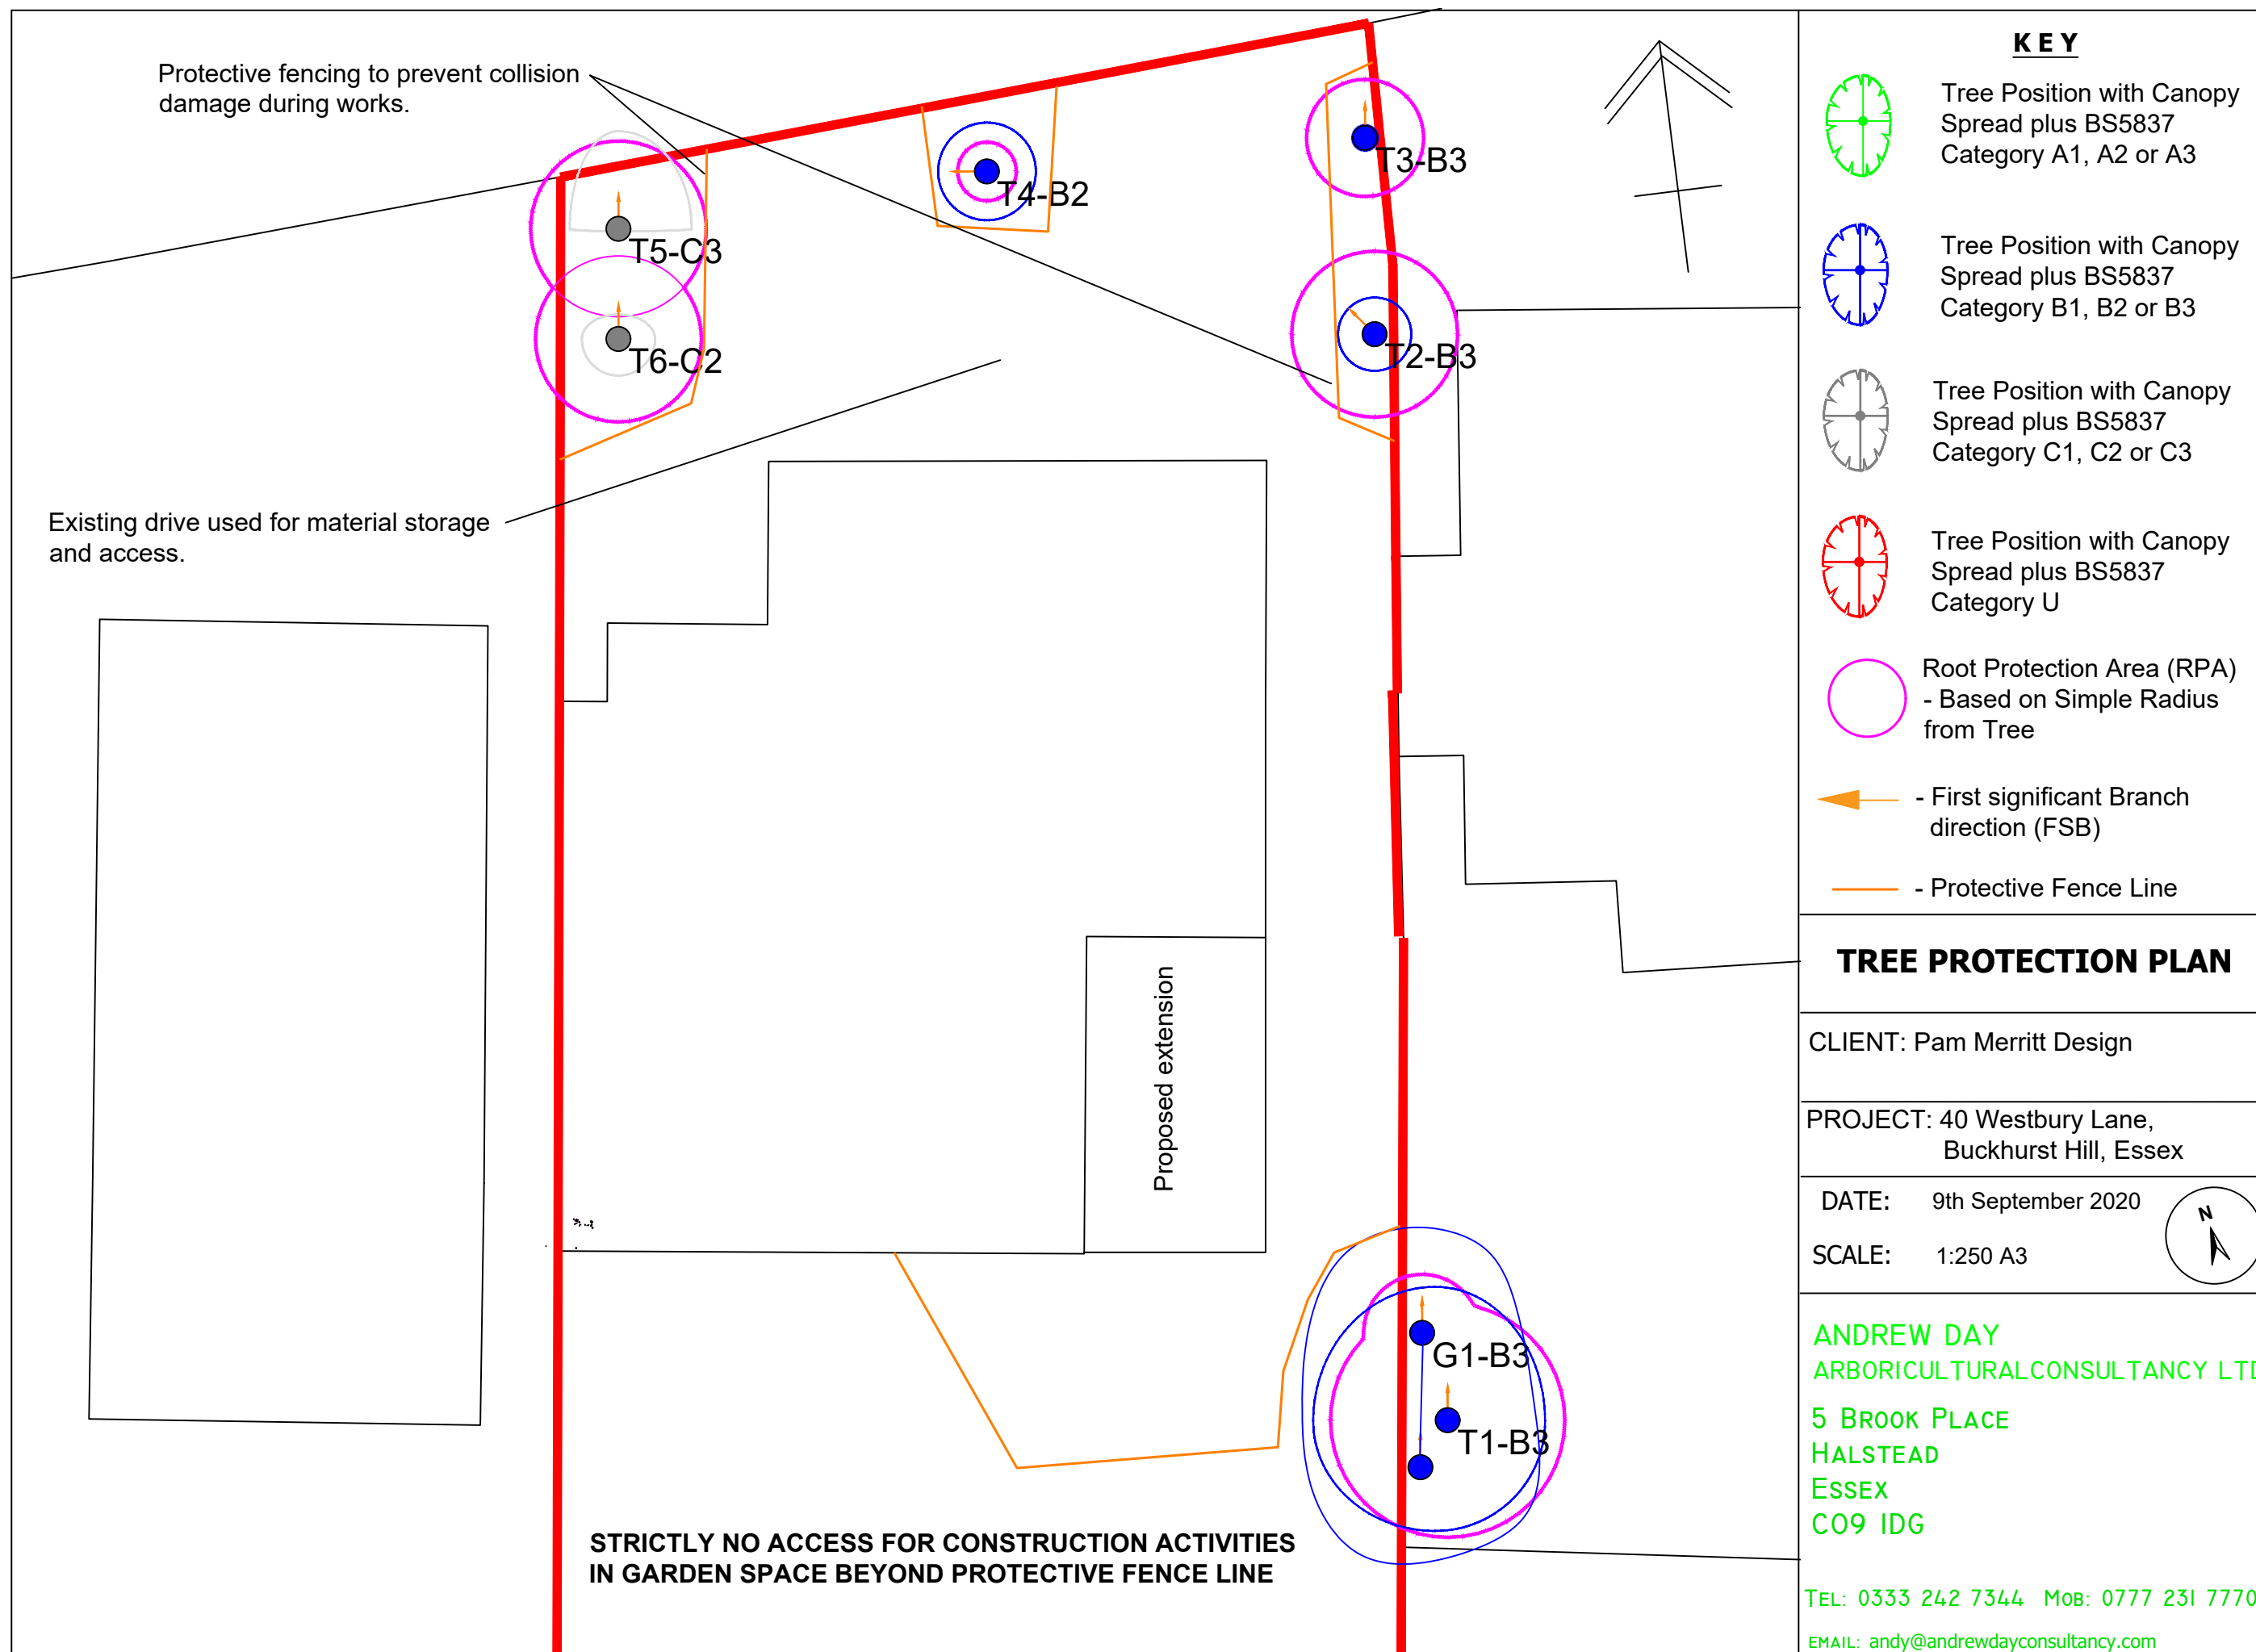 Protective fencing to prevent collision
damage during works.
T5-C3
T6-C2
T4-B2
T3-B3
T2-B3
Existing drive used for material storage
and access.
Proposed extension
G1-B3
T1-B3
STRICTLY NO ACCESS FOR CONSTRUCTION ACTIVITIES
IN GARDEN SPACE BEYOND PROTECTIVE FENCE LINE
KEY
Tree Position with Canopy
Spread plus BS5837
Category A1, A2 or A3
Tree Position with Canopy
Spread plus BS5837
Category B1, B2 or B3
Tree Position with Canopy
Spread plus BS5837
Category C1, C2 or C3
Tree Position with Canopy
Spread plus BS5837
Category U
Root Protection Area (RPA)
- Based on Simple Radius
from Tree
- First significant Branch
direction (FSB)
- Protective Fence Line
TREE PROTECTION PLAN
CLIENT: Pam Merritt Design
PROJECT: 40 Westbury Lane,
Buckhurst Hill, Essex
DATE: 9th September 2020
N
SCALE: 1:250 A3
ANDREW DAY
ARBORICULTURALCONSULTANCY LTD
5 BROOK PLACE
HALSTEAD
ESSEX
CO9 1DG
TEL: 0333 242 7344 MOB: 0777 231 7770
EMAIL: andy@andrewdayconsultancy.com